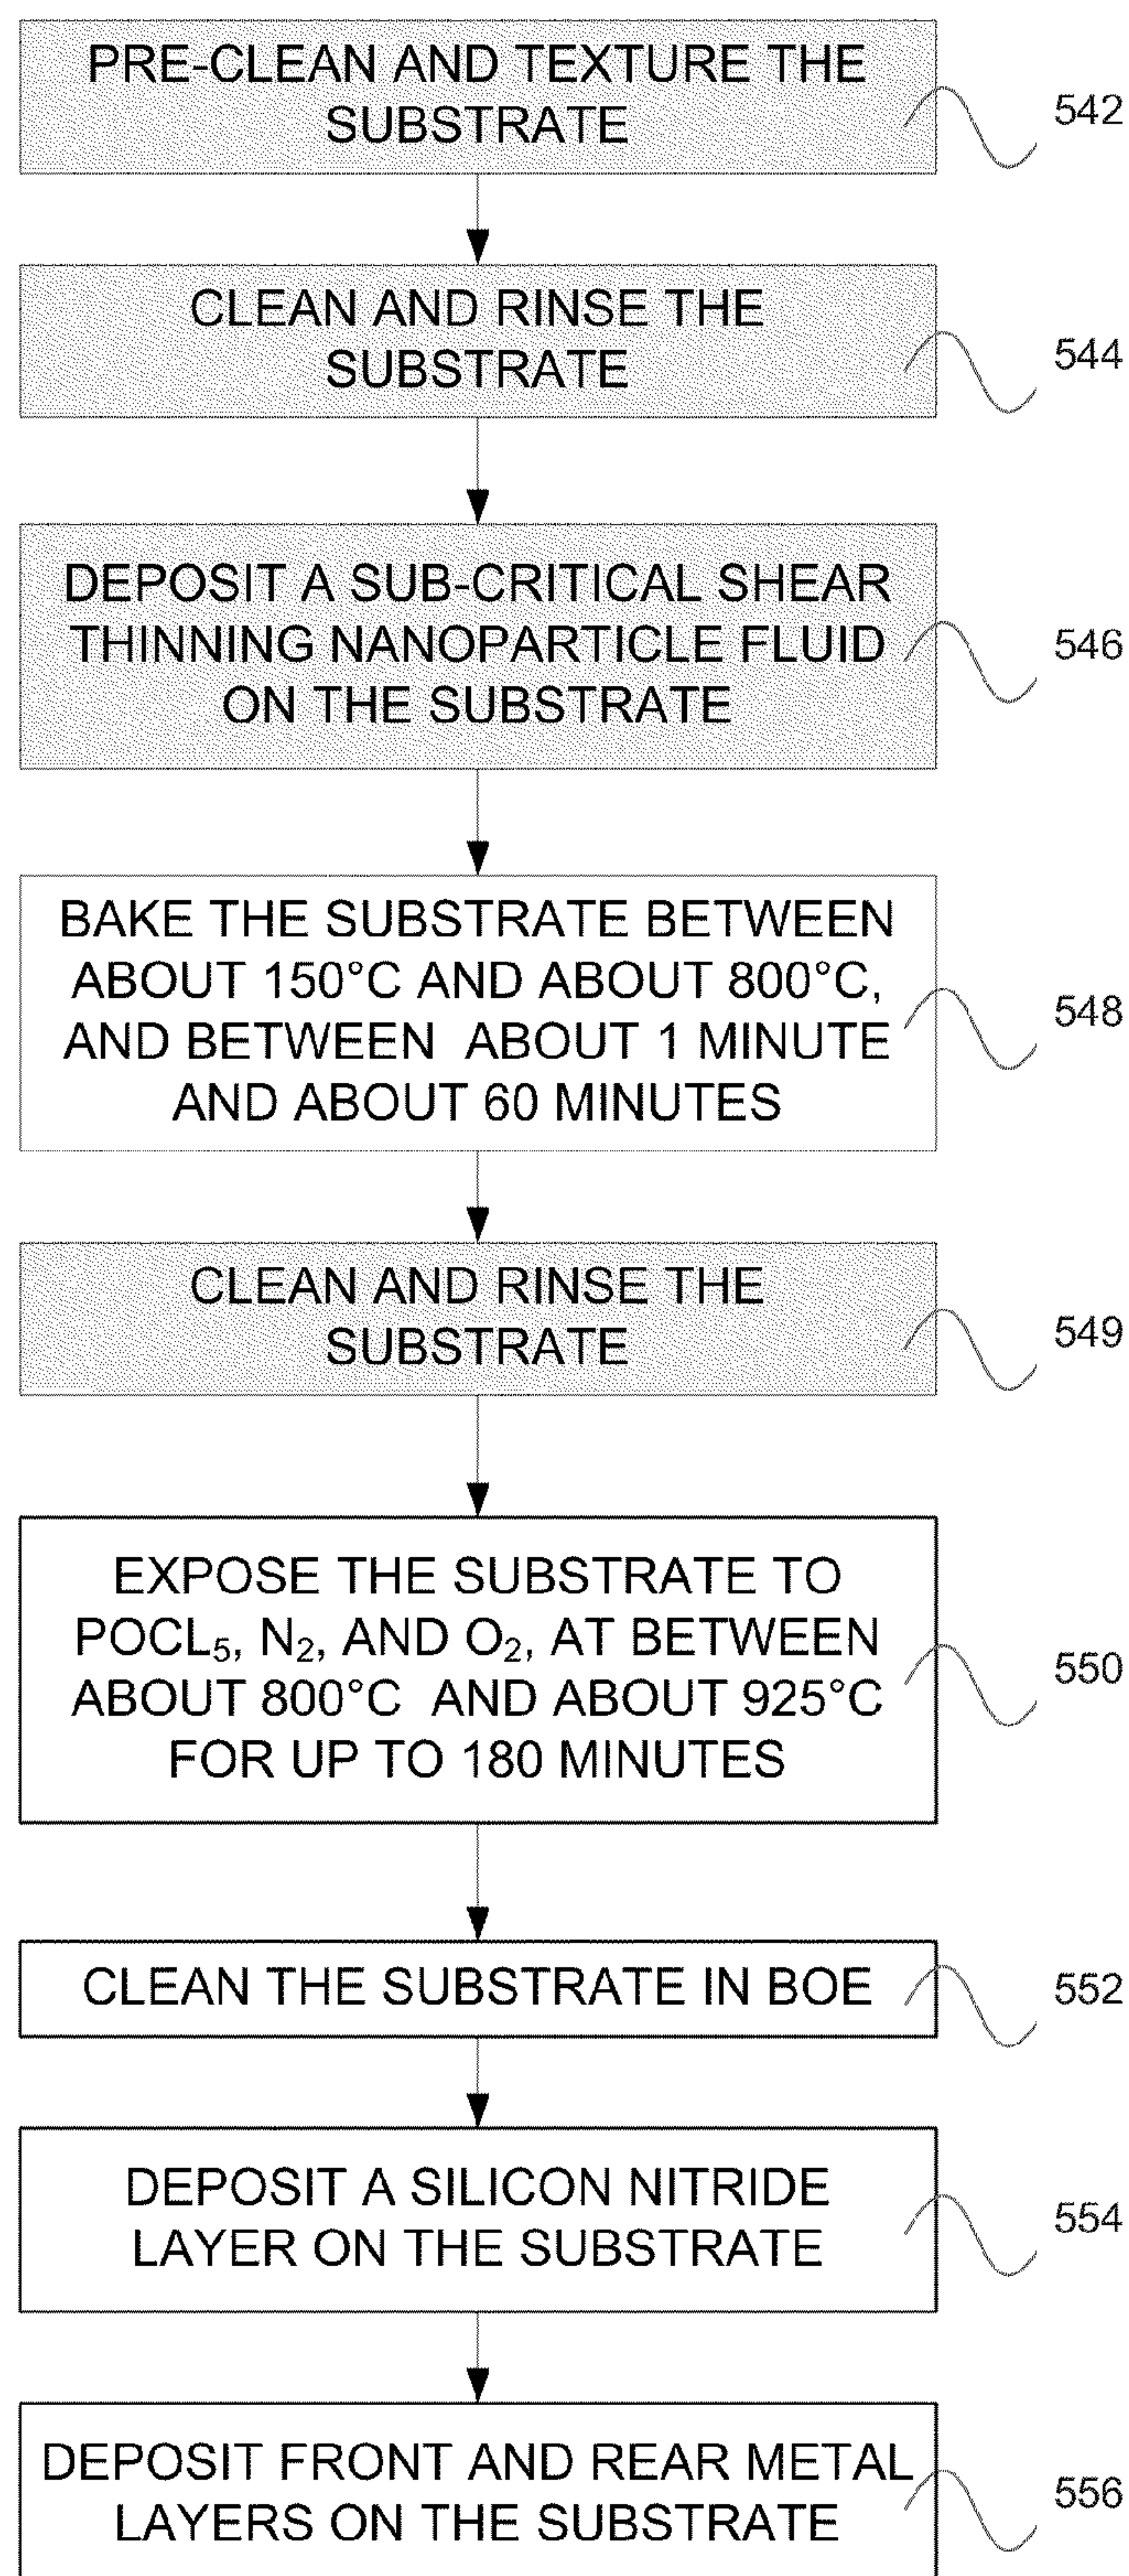 PRE-CLEAN AND TEXTURE THE
SUBSTRATE
542
CLEAN AND RINSE THE
SUBSTRATE
544
DEPOSIT A SUB-CRITICAL SHEAR
THINNING NANOPARTICLE FLUID
ON THE SUBSTRATE
546
BAKE THE SUBSTRATE BETWEEN
ABOUT 150°C AND ABOUT 800°C,
AND BETWEEN ABOUT 1 MINUTE
AND ABOUT 60 MINUTES
548
CLEAN AND RINSE THE
SUBSTRATE
549
EXPOSE THE SUBSTRATE TO
POCL₅, N₂, AND O₂, AT BETWEEN
ABOUT 800°C AND ABOUT 925°C
FOR UP TO 180 MINUTES
550
CLEAN THE SUBSTRATE IN BOE
552
DEPOSIT A SILICON NITRIDE
LAYER ON THE SUBSTRATE
554
DEPOSIT FRONT AND REAR METAL
LAYERS ON THE SUBSTRATE
556